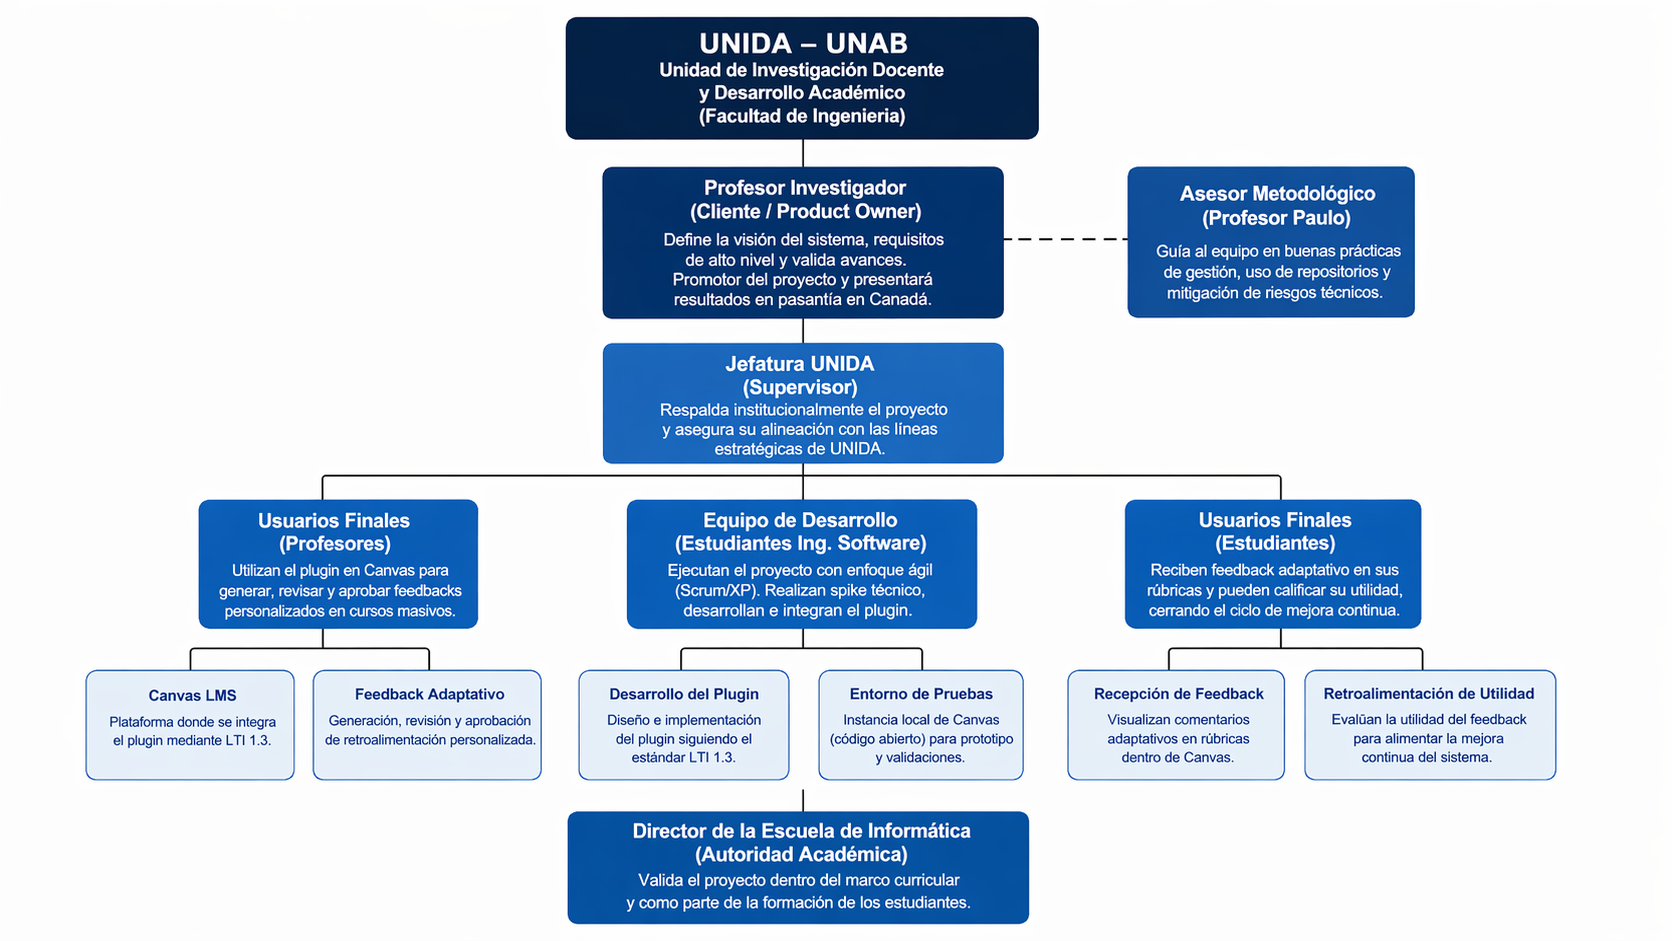 UNIDA – UNAB
Unidad de Investigación Docente
y Desarrollo Académico
(Facultad de Ingenieria)
Profesor Investigador
(Cliente / Product Owner)
Define la visión del sistema, requisitos
de alto nivel y valida avances.
Promotor del proyecto y presentará
resultados en pasantía en Canadá.
Asesor Metodológico
(Profesor Paulo)
Guía al equipo en buenas prácticas
de gestión, uso de repositorios y
mitigación de riesgos técnicos.
Jefatura UNIDA
(Supervisor)
Respalda institucionalmente el proyecto
y asegura su alineación con las líneas
estratégicas de UNIDA.
Usuarios Finales
(Profesores)
Utilizan el plugin en Canvas para
generar, revisar y aprobar feedbacks
personalizados en cursos masivos.
Equipo de Desarrollo
(Estudiantes Ing. Software)
Ejecutan el proyecto con enfoque ágil
(Scrum/XP). Realizan spike técnico,
desarrollan e integran el plugin.
Usuarios Finales
(Estudiantes)
Reciben feedback adaptativo en sus
rúbricas y pueden calificar su utilidad,
cerrando el ciclo de mejora continua.
Canvas LMS
Plataforma donde se integra
el plugin mediante LTI 1.3.
Feedback Adaptativo
Generación, revisión y aprobación
de retroalimentación personalizada.
Desarrollo del Plugin
Diseño e implementación
del plugin siguiendo el
estándar LTI 1.3.
Entorno de Pruebas
Instancia local de Canvas
(código abierto) para prototipo
y validaciones.
Recepción de Feedback
Visualizan comentarios
adaptativos en rúbricas
dentro de Canvas.
Retroalimentación de Utilidad
Evalúan la utilidad del feedback
para alimentar la mejora
continua del sistema.
Director de la Escuela de Informática
(Autoridad Académica)
Valida el proyecto dentro del marco curricular
y como parte de la formación de los estudiantes.